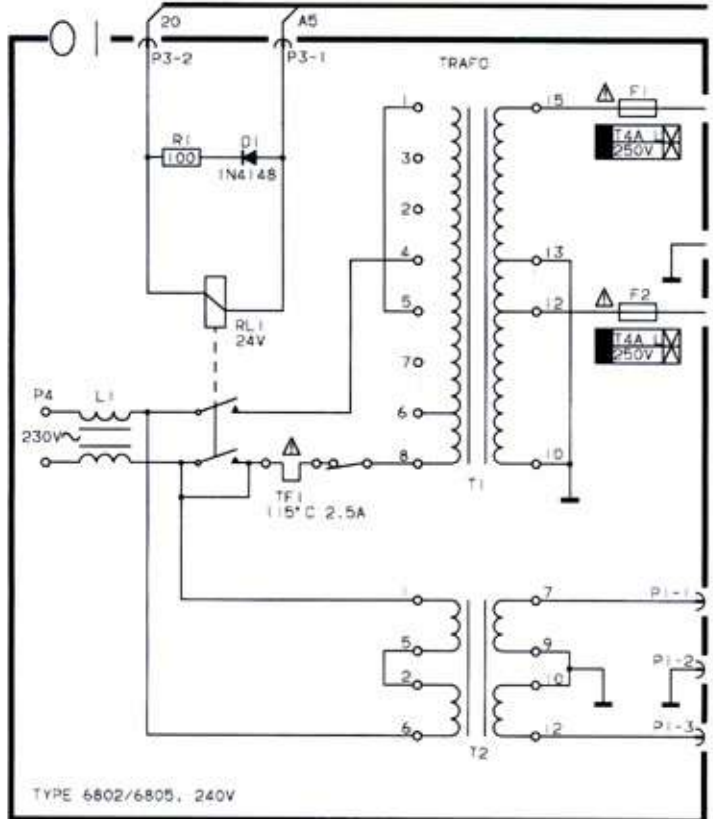 20 A5
P3-2 P3-1
TRAFO
1 15 F1
T4A L
250V
R1 D1
100
1N4148
3
2
4 13
5 12 F2
T4A L
250V
RL1
24V
7
P4 L1
6
230V~
8 10
TF1 T1
115°C 2.5A
1 7 P1-1
5 9
P1-2
2 10
6 12 P1-3
T2
TYPE 6802/6805, 240V